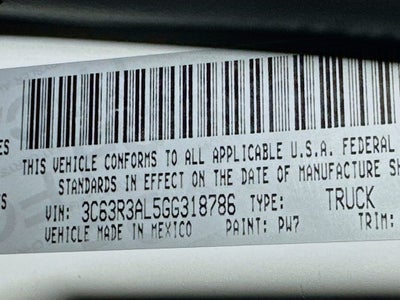 THIS VEHICLE CONFORMS TO ALL APPLICABLE U.S.A. FEDERAL
STANDARDS IN EFFECT ON THE DATE OF MANUFACTURE SH
VIN: 3C63R3AL5GG318786 TYPE: TRUCK
VEHICLE MADE IN MEXICO PAINT: PW7 TRIM: